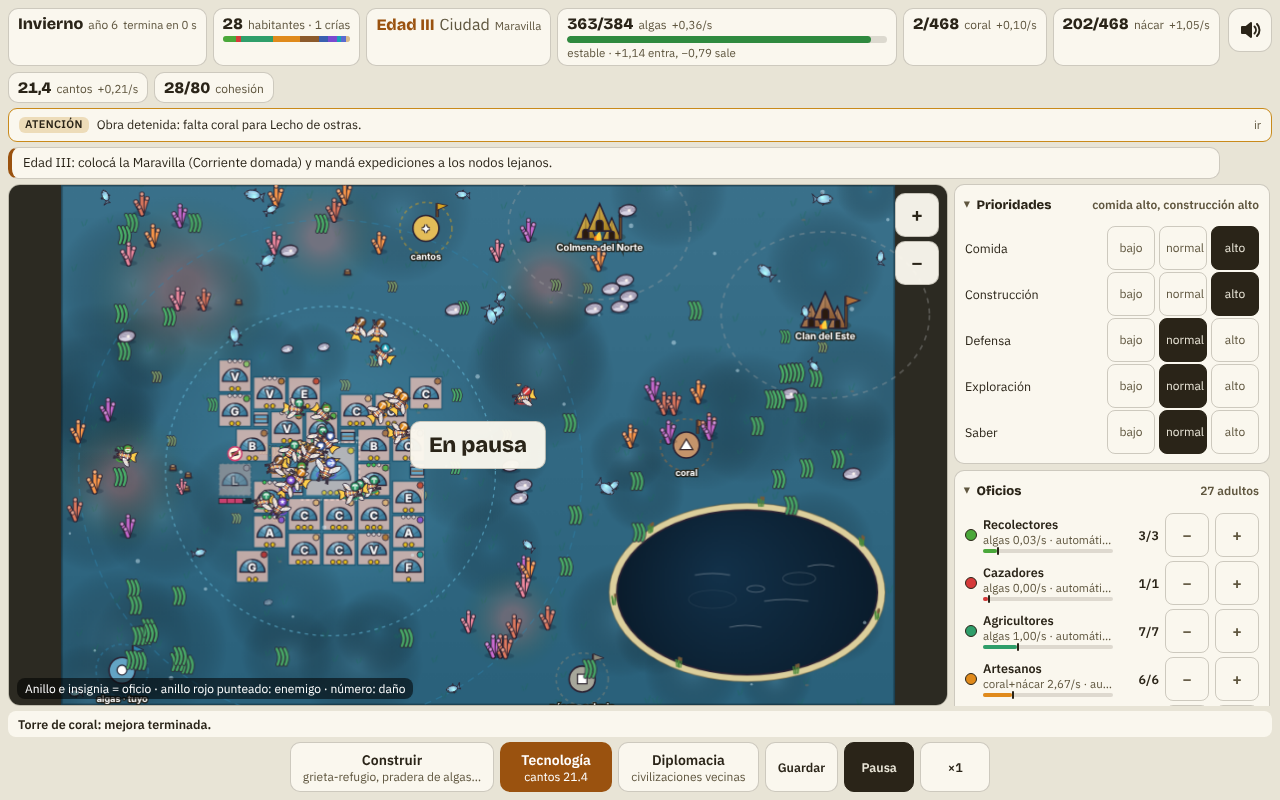 Invierno año 6 termina en 0 s
28 habitantes · 1 crías
Edad III Ciudad Maravilla
363/384 algas +0,36/s
estable · +1,14 entra, −0,79 sale
2/468 coral +0,10/s
202/468 nácar +1,05/s
21,4 cantos +0,21/s
28/80 cohesión
ATENCIÓN Obra detenida: falta coral para Lecho de ostras. ir
Edad III: colocá la Maravilla (Corriente domada) y mandá expediciones a los nodos lejanos.
cantos
Colmena del Norte
Clan del Este
coral
+
−
En pausa
V
V
E
G
V
C
C
B
B
L
E
C
C
C
A
A
C
C
V
A
G
F
algas · tuyo
Anillo e insignia = oficio · anillo rojo punteado: enemigo · número: daño
▼ Prioridades comida alto, construcción alto
Comida bajo normal alto
Construcción bajo normal alto
Defensa bajo normal alto
Exploración bajo normal alto
Saber bajo normal alto
▼ Oficios 27 adultos
Recolectores
algas 0,03/s · automáti...
3/3 − +
Cazadores
algas 0,00/s · automáti...
1/1 − +
Agricultores
algas 1,00/s · automáti...
7/7 − +
Artesanos
coral+nácar 2,67/s · au...
6/6 − +
Torre de coral: mejora terminada.
Construir
grieta-refugio, pradera de algas...
Tecnología
cantos 21.4
Diplomacia
civilizaciones vecinas
Guardar
Pausa
×1